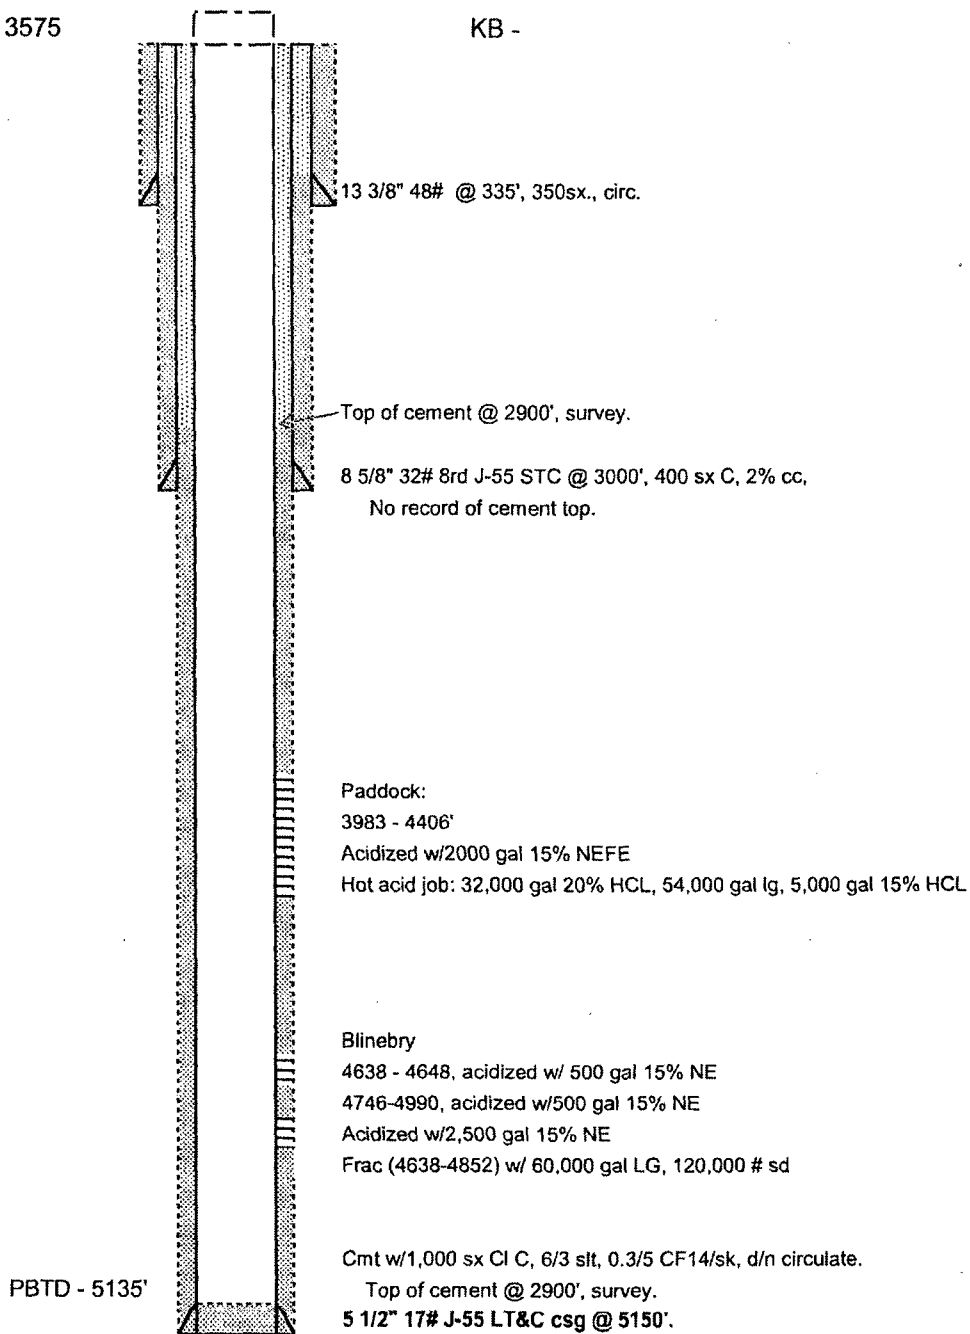 3575 KB -
13 3/8" 48# @ 335', 350sx., circ.
Top of cement @ 2900', survey.
8 5/8" 32# 8rd J-55 STC @ 3000', 400 sx C, 2% cc,
No record of cement top.
Paddock:
3983 - 4406'
Acidized w/2000 gal 15% NEFE
Hot acid job: 32,000 gal 20% HCL, 54,000 gal lg, 5,000 gal 15% HCL
Blinebry
4638 - 4648, acidized w/ 500 gal 15% NE
4746-4990, acidized w/500 gal 15% NE
Acidized w/2,500 gal 15% NE
Frac (4638-4852) w/ 60,000 gal LG, 120,000 # sd
Cmt w/1,000 sx Cl C, 6/3 slt, 0.3/5 CF14/sk, d/n circulate.
PBTD - 5135' Top of cement @ 2900', survey.
5 1/2" 17# J-55 LT&C csg @ 5150'.